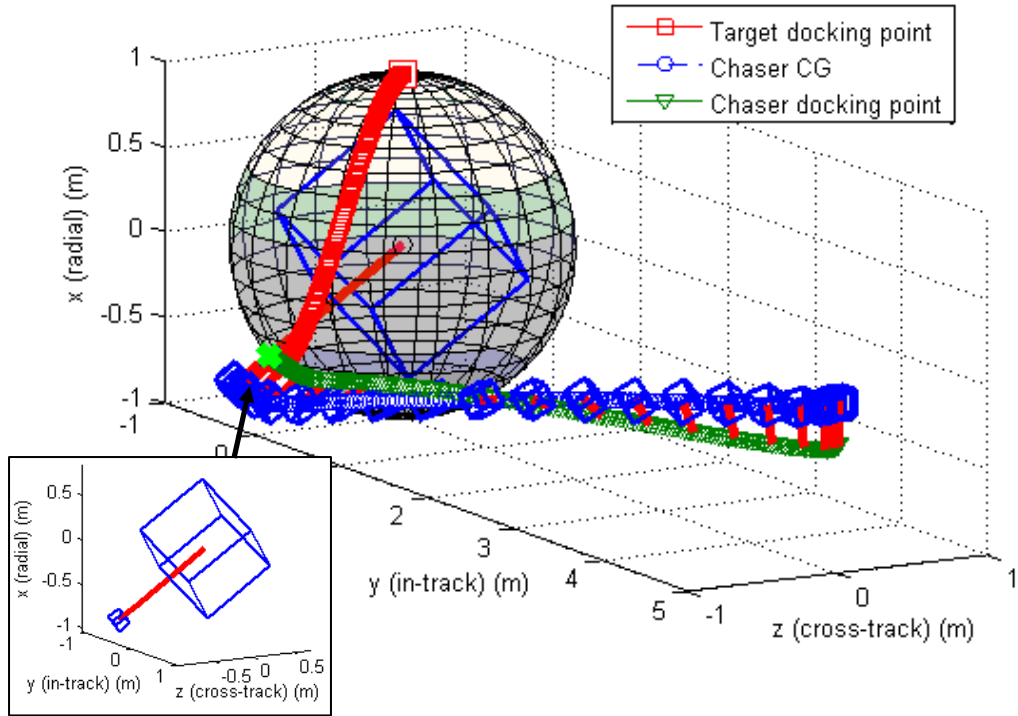 Target docking point
Chaser CG
Chaser docking point
1
0.5
0
-0.5
-1
x (radial) (m)
-1
0
2
3
4
5
y (in-track) (m)
-1
0
1
z (cross-track) (m)
0.5
0
-0.5
-1
x (radial) (m)
-1
0
1
y (in-track) (m)
-0.5
0
0.5
z (cross-track) (m)